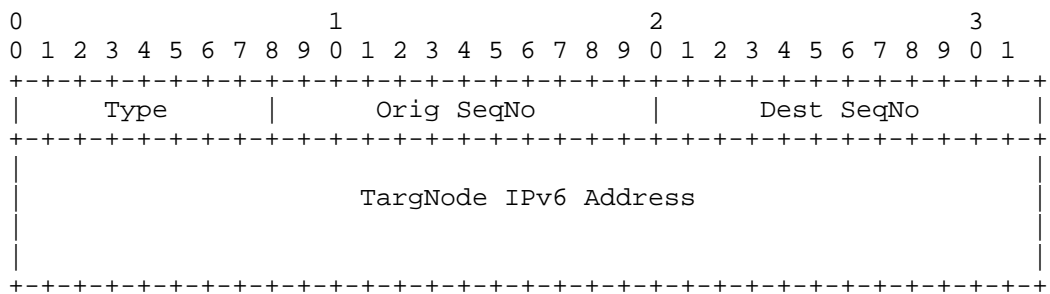 0                   1                   2                   3
0 1 2 3 4 5 6 7 8 9 0 1 2 3 4 5 6 7 8 9 0 1 2 3 4 5 6 7 8 9 0 1
+-+-+-+-+-+-+-+-+-+-+-+-+-+-+-+-+-+-+-+-+-+-+-+-+-+-+-+-+-+-+-+-+
|     Type      |      Orig SeqNo       |      Dest SeqNo       |
+-+-+-+-+-+-+-+-+-+-+-+-+-+-+-+-+-+-+-+-+-+-+-+-+-+-+-+-+-+-+-+-+
|                                                               |
|                     TargNode IPv6 Address                     |
|                                                               |
|                                                               |
+-+-+-+-+-+-+-+-+-+-+-+-+-+-+-+-+-+-+-+-+-+-+-+-+-+-+-+-+-+-+-+-+